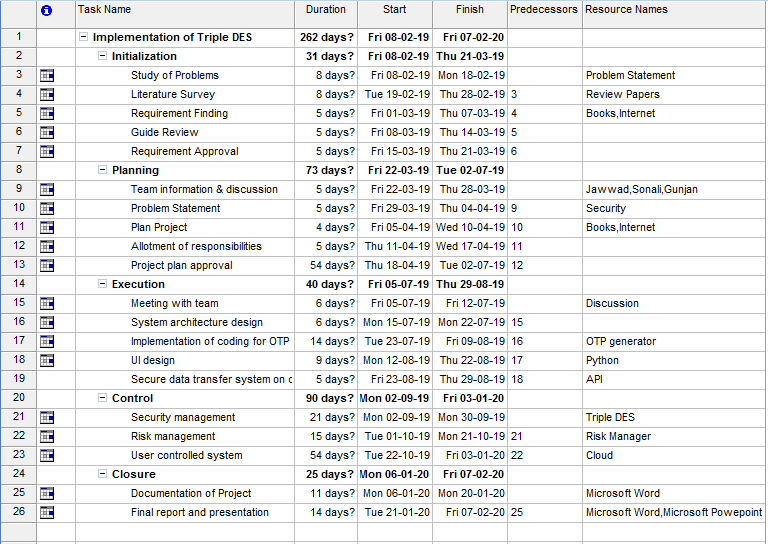 Task Name Duration Start Finish Predecessors Resource Names
1 Implementation of Triple DES 262 days? Fri 08-02-19 Fri 07-02-20
2 Initialization 31 days? Fri 08-02-19 Thu 21-03-19
3 Study of Problems 8 days? Fri 08-02-19 Mon 18-02-19 Problem Statement
4 Literature Survey 8 days? Tue 19-02-19 Thu 28-02-19 3 Review Papers
5 Requirement Finding 5 days? Fri 01-03-19 Thu 07-03-19 4 Books,Internet
6 Guide Review 5 days? Fri 08-03-19 Thu 14-03-19 5
7 Requirement Approval 5 days? Fri 15-03-19 Thu 21-03-19 6
8 Planning 73 days? Fri 22-03-19 Tue 02-07-19
9 Team information & discussion 5 days? Fri 22-03-19 Thu 28-03-19 Jawwad,Sonali,Gunjan
10 Problem Statement 5 days? Fri 29-03-19 Thu 04-04-19 9 Security
11 Plan Project 4 days? Fri 05-04-19 Wed 10-04-19 10 Books,Internet
12 Allotment of responsibilities 5 days? Thu 11-04-19 Wed 17-04-19 11
13 Project plan approval 54 days? Thu 18-04-19 Tue 02-07-19 12
14 Execution 40 days? Fri 05-07-19 Thu 29-08-19
15 Meeting with team 6 days? Fri 05-07-19 Fri 12-07-19 Discussion
16 System architecture design 6 days? Mon 15-07-19 Mon 22-07-19 15
17 Implementation of coding for OTP 14 days? Tue 23-07-19 Fri 09-08-19 16 OTP generator
18 UI design 9 days? Mon 12-08-19 Thu 22-08-19 17 Python
19 Secure data transfer system on c 5 days? Fri 23-08-19 Thu 29-08-19 18 API
20 Control 90 days? Mon 02-09-19 Fri 03-01-20
21 Security management 21 days? Mon 02-09-19 Mon 30-09-19 Triple DES
22 Risk management 15 days? Tue 01-10-19 Mon 21-10-19 21 Risk Manager
23 User controlled system 54 days? Tue 22-10-19 Fri 03-01-20 22 Cloud
24 Closure 25 days? Mon 06-01-20 Fri 07-02-20
25 Documentation of Project 11 days? Mon 06-01-20 Mon 20-01-20 Microsoft Word
26 Final report and presentation 14 days? Tue 21-01-20 Fri 07-02-20 25 Microsoft Word,Microsoft Powepoint